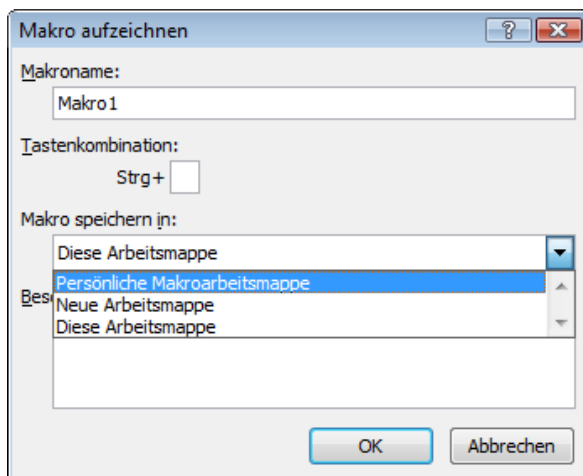 Makro aufzeichnen
Makroname:
Makro1
Tastenkombination:
Strg+
Makro speichern in:
Diese Arbeitsmappe
Persönliche Makroarbeitsmappe
Neue Arbeitsmappe
Diese Arbeitsmappe
OK
Abbrechen